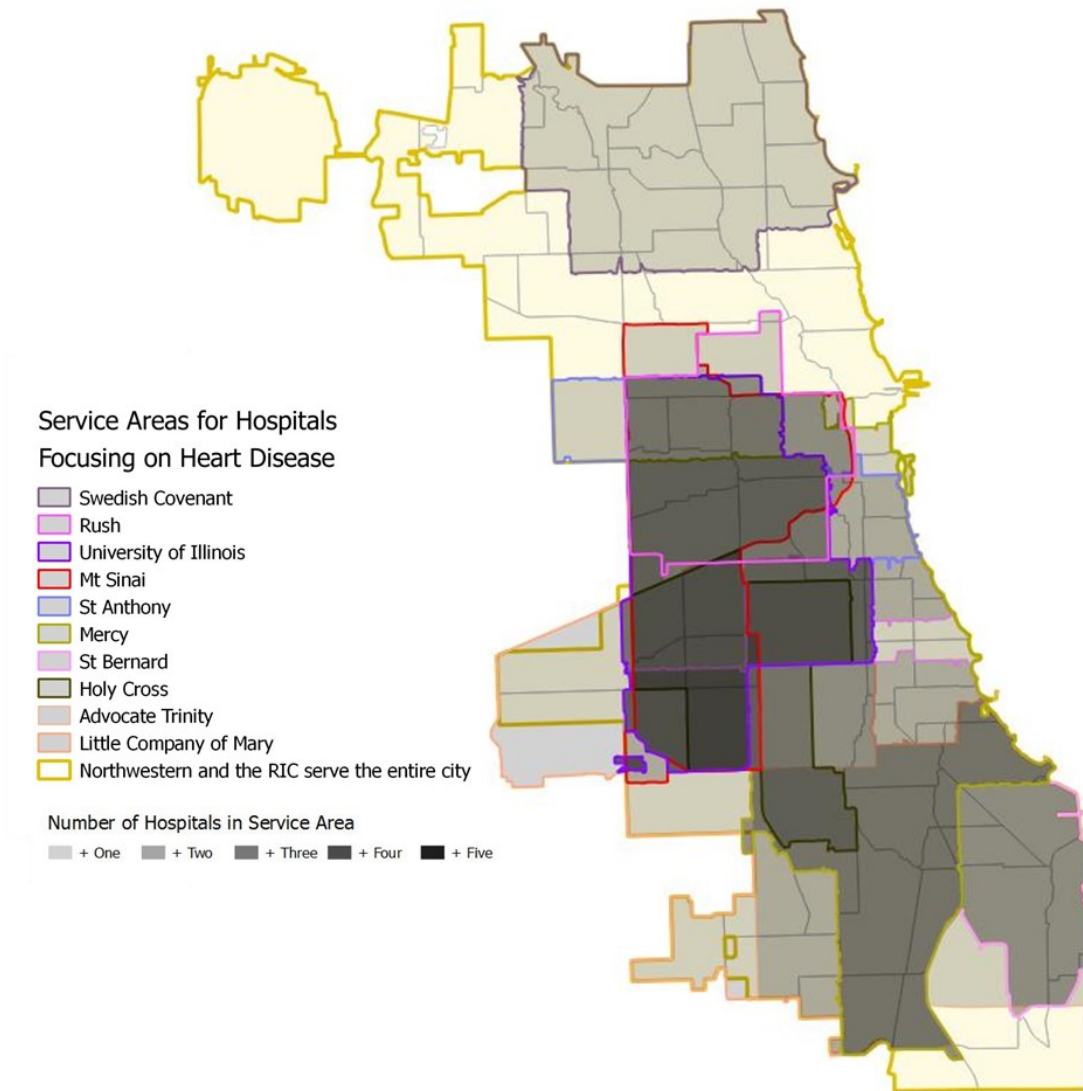 Service Areas for Hospitals
Focusing on Heart Disease
Swedish Covenant
Rush
University of Illinois
Mt Sinai
St Anthony
Mercy
St Bernard
Holy Cross
Advocate Trinity
Little Company of Mary
Northwestern and the RIC serve the entire city
Number of Hospitals in Service Area
+ One + Two + Three + Four + Five